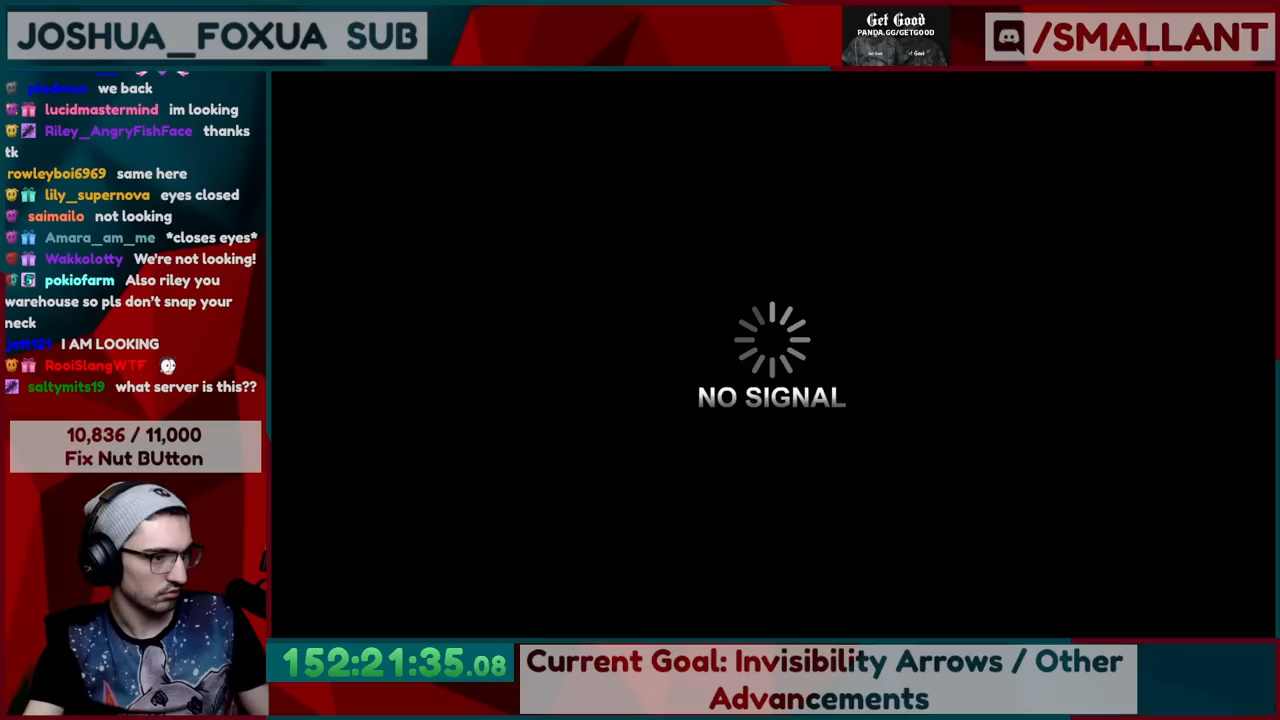 JOSHUA_FOXUA SUB
Get Good
PANDA.GG/GETGOOD
/SMALLANT
plodmun we back
lucidmastermind im looking
Riley_AngryFishFace thanks
tk
rowleyboi6969 same here
lily_supernova eyes closed
saimailo not looking
Amara_am_me *closes eyes*
Wakkolotty We're not looking!
pokiofarm Also riley you
warehouse so pls don't snap your
neck
I AM LOOKING
RooiSlangWTF
saltymits19 what server is this??
10,836 / 11,000
Fix Nut BUtton
NO SIGNAL
152:21:35.08
Current Goal: Invisibility Arrows / Other
Advancements